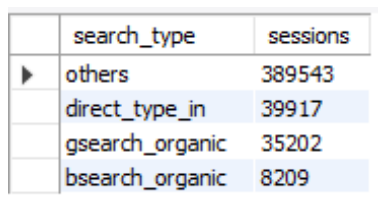 search_type sessions
others 389543
direct_type_in 39917
gsearch_organic 35202
bsearch_organic 8209